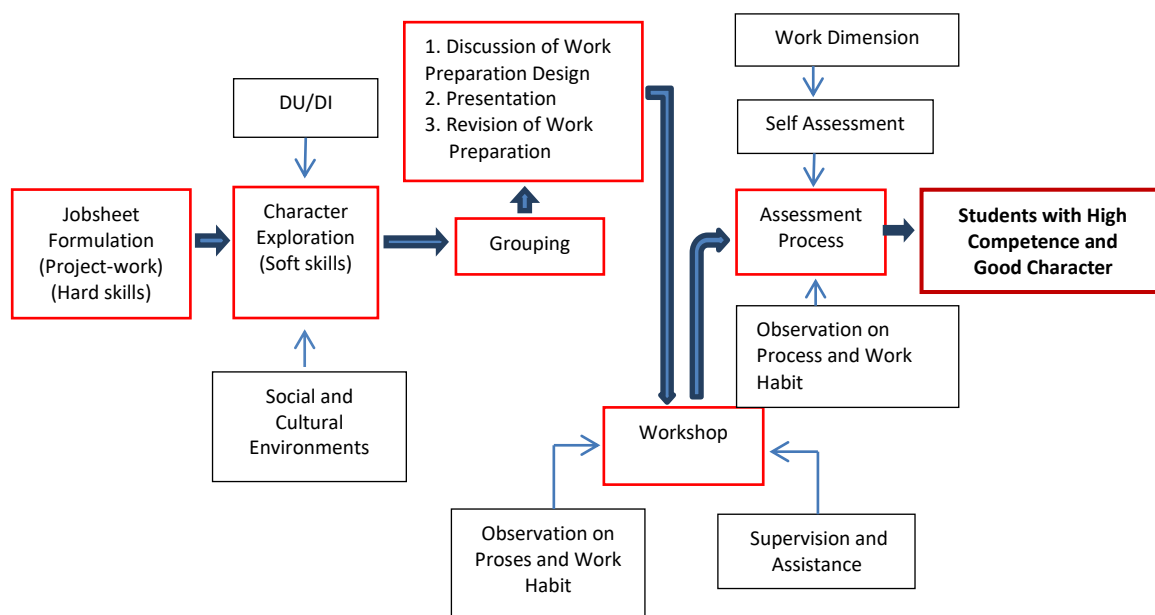 Jobsheet
Formulation
(Project-work)
(Hard skills)
DU/DI
Character
Exploration
(Soft skills)
Social and
Cultural
Environments
Grouping
1. Discussion of Work
Preparation Design
2. Presentation
3. Revision of Work
Preparation
Workshop
Observation on
Proses and Work
Habit
Supervision and
Assistance
Work Dimension
Self Assessment
Assessment
Process
Observation on
Process and Work
Habit
Students with High
Competence and
Good Character